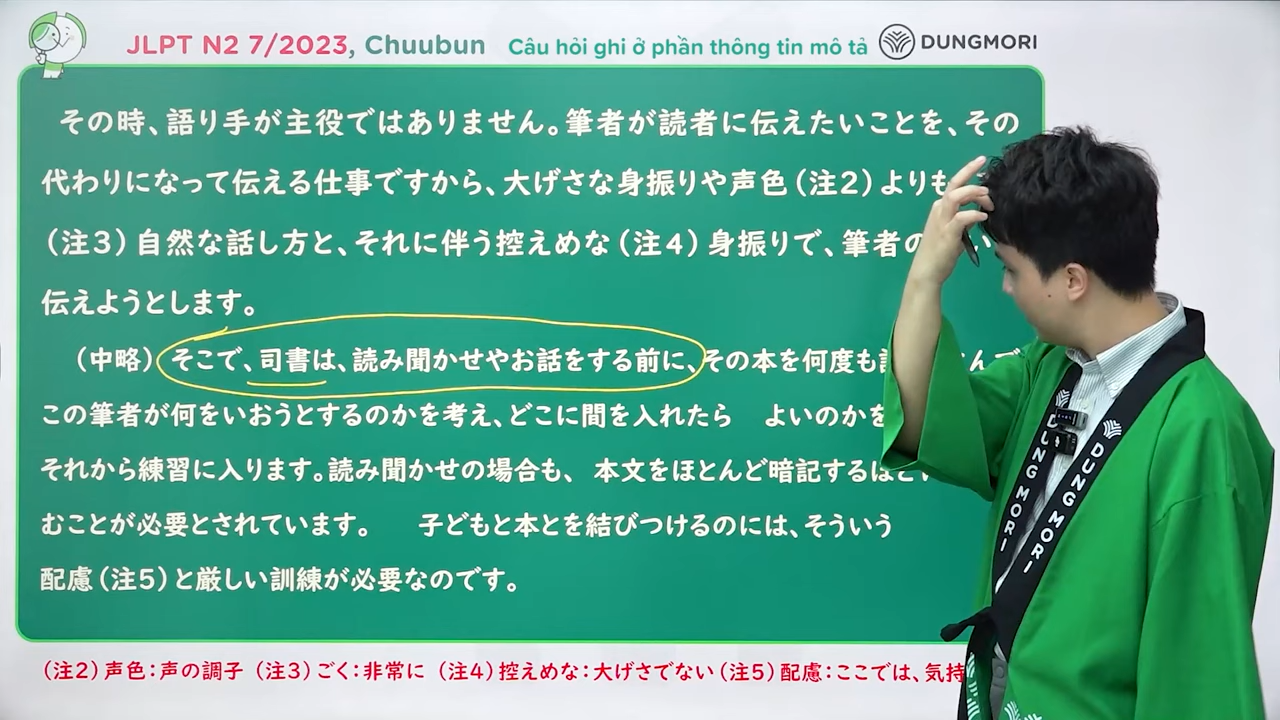 JLPT N2 7/2023, Chuubun Câu hỏi ghi ở phần thông tin mô tả DUNGMORI
その時、語り手が主役ではありません。筆者が読者に伝えたいことを、その
代わりになって伝える仕事ですから、大げさな身振りや声色(注2)よりも
(注3)自然な話し方と、それに伴う控えめな(注4)身振りで、筆者の
伝えようとします。
(中略)そこで、司書は、読み聞かせやお話をする前に、その本を何度も
この筆者が何をいおうとするのかを考え、どこに間を入れたら よいのかを
それから練習に入ります。読み聞かせの場合も、 本文をほとんど暗記するほど
むことが必要とされています。 子どもと本とを結びつけるのには、そういう
配慮(注5)と厳しい訓練が必要なのです。
(注2)声色:声の調子 (注3)ごく:非常に (注4)控えめな:大げさでない (注5)配慮:ここでは、気持
DUNG MORI
DUNG MORI